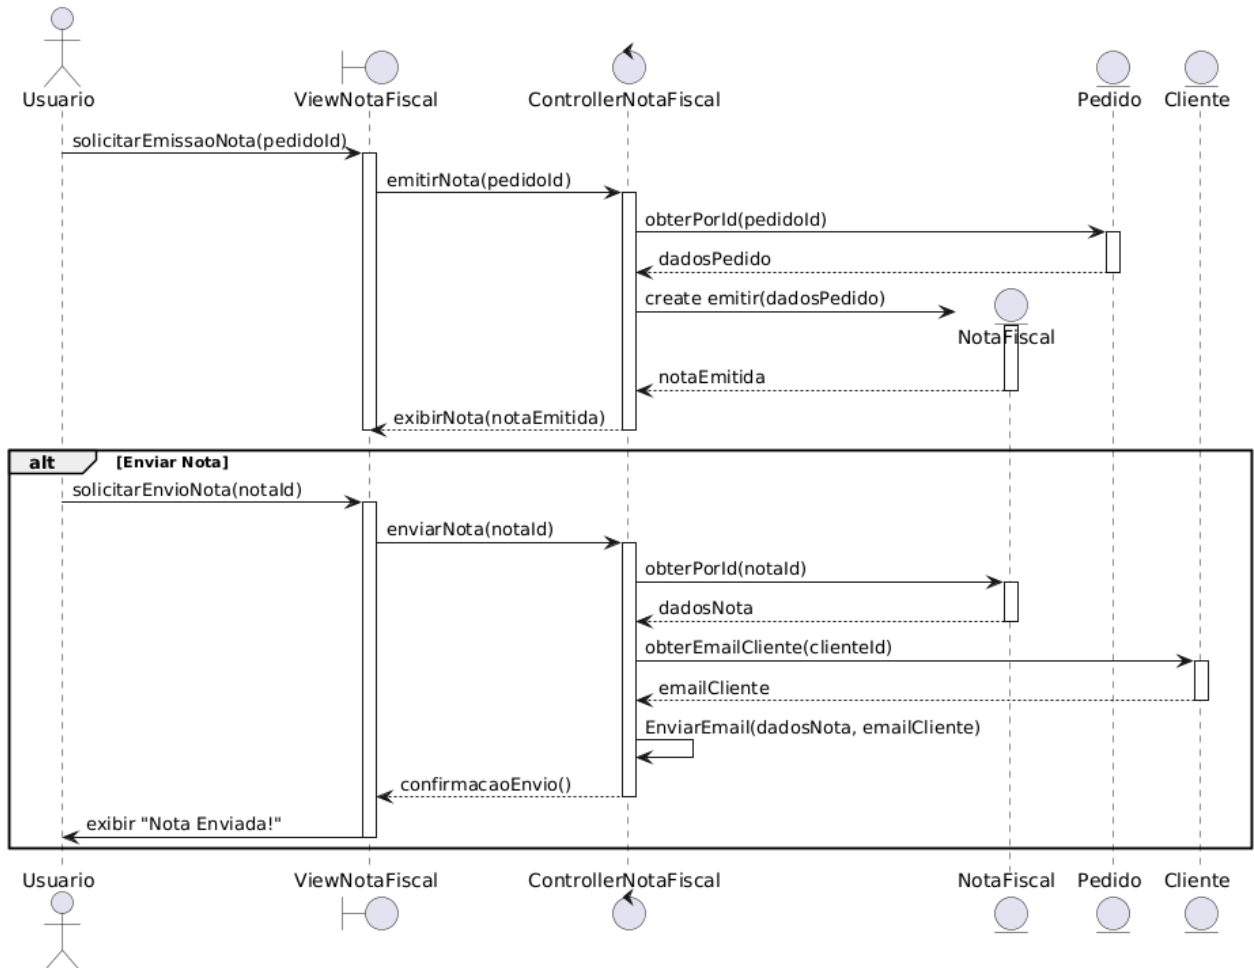 Usuario
ViewNotaFiscal
ControllerNotaFiscal
Pedido
Cliente
solicitarEmissaoNota(pedidoId)
emitirNota(pedidoId)
obterPorId(pedidoId)
dadosPedido
create emitir(dadosPedido)
NotaFiscal
notaEmitida
exibirNota(notaEmitida)
alt
[Enviar Nota]
solicitarEnvioNota(notaId)
enviarNota(notaId)
obterPorId(notaId)
dadosNota
obterEmailCliente(clienteId)
emailCliente
EnviarEmail(dadosNota, emailCliente)
confirmacaoEnvio()
exibir "Nota Enviada!"
Usuario
ViewNotaFiscal
ControllerNotaFiscal
NotaFiscal
Pedido
Cliente